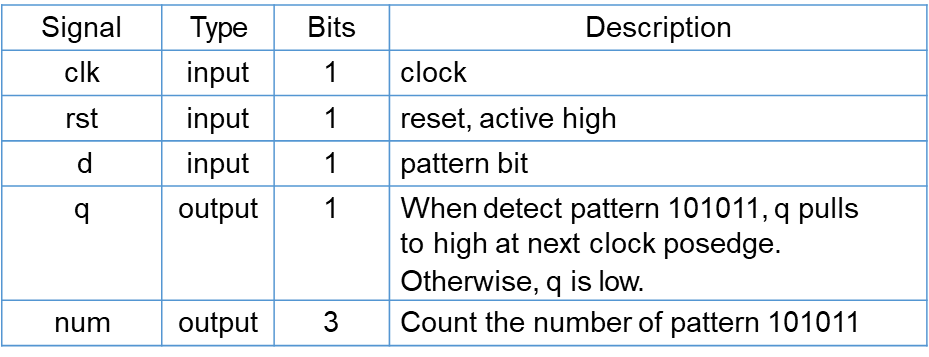 Signal Type Bits Description
clk input 1 clock
rst input 1 reset, active high
d input 1 pattern bit
q output 1 When detect pattern 101011, q pulls
to high at next clock posedge.
Otherwise, q is low.
num output 3 Count the number of pattern 101011